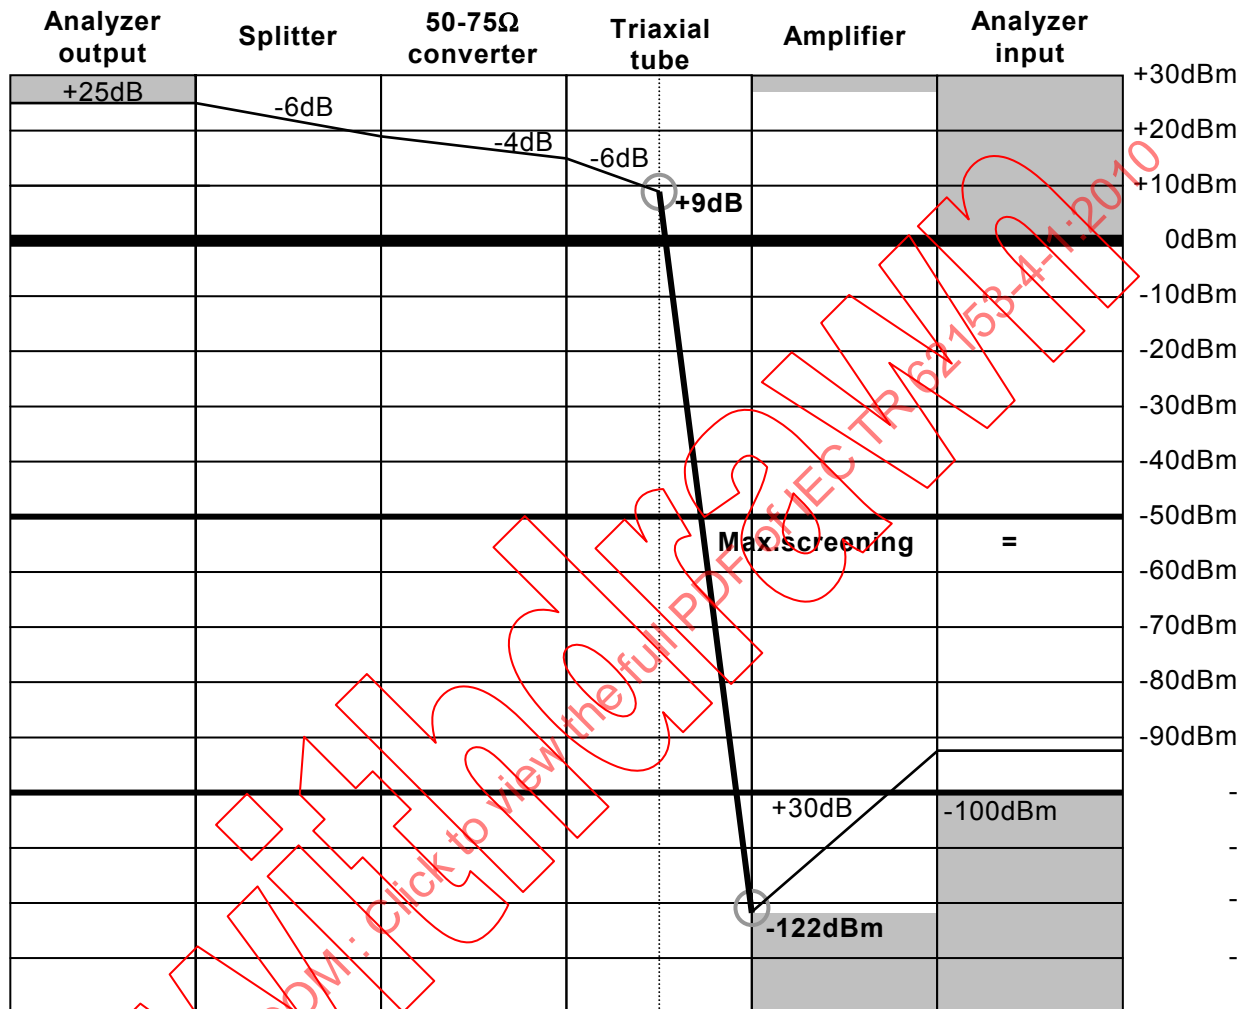 Analyzer output
Splitter
50-75Ω converter
Triaxial tube
Amplifier
Analyzer input
+30dBm
+25dB
-6dB
+20dBm
-4dB
-6dB
+10dBm
+9dB
0dBm
-10dBm
-20dBm
-30dBm
-40dBm
-50dBm
Max.screening =
-60dBm
-70dBm
-80dBm
-90dBm
-
+30dB
-100dBm
-
-
-122dBm
-
COM : Click to view the full PDF of IEC TR 62153-4-1:2010
withdrawn